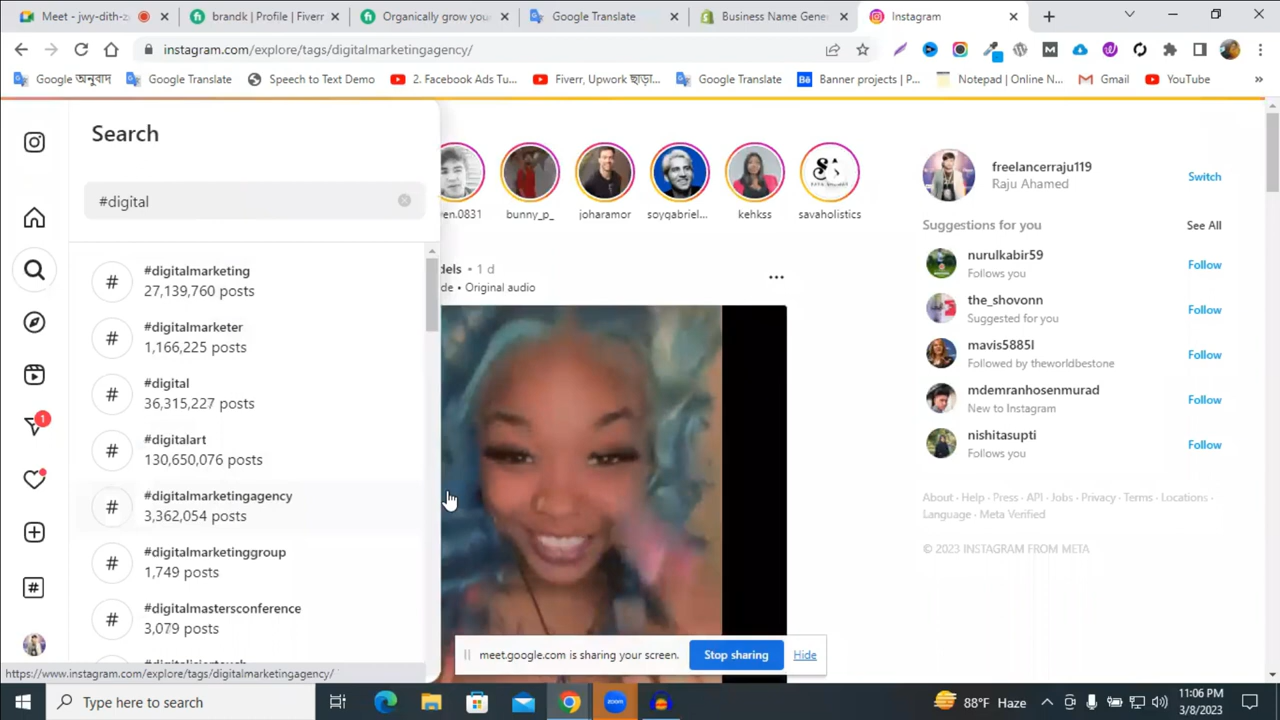 Meet - jwy-dith-z
brandk | Profile | Fiverr
Organically grow your
Google Translate
Business Name Gener
Instagram
instagram.com/explore/tags/digitalmarketingagency/
Google অনুবাদ
Google Translate
Speech to Text Demo
2. Facebook Ads Tu...
Fiverr, Upwork ছাড়া...
Google Translate
Banner projects | P...
Notepad | Online N...
Gmail
YouTube
Search
#digital
#digitalmarketing
27,139,760 posts
#digitalmarketer
1,166,225 posts
#digital
36,315,227 posts
#digitalart
130,650,076 posts
#digitalmarketingagency
3,362,054 posts
#digitalmarketinggroup
1,749 posts
#digitalmastersconference
3,079 posts
1
en.0831
bunny_p_
joharamor
soyqabriel...
kehkss
savaholistics
dels • 1 d
de • Original audio
freelancerraju119
Raju Ahamed
Switch
Suggestions for you
See All
nurulkabir59
Follows you
Follow
the_shovonn
Suggested for you
Follow
mavis5885l
Followed by theworldbestone
Follow
mdemranhosenmurad
New to Instagram
Follow
nishitasupti
Follows you
Follow
About · Help · Press · API · Jobs · Privacy · Terms · Locations ·
Language · Meta Verified
© 2023 INSTAGRAM FROM META
meet.google.com is sharing your screen.
Stop sharing
Hide
https://www.instagram.com/explore/tags/digitalmarketingagency/
Type here to search
zoom
88°F Haze
11:06 PM
3/8/2023